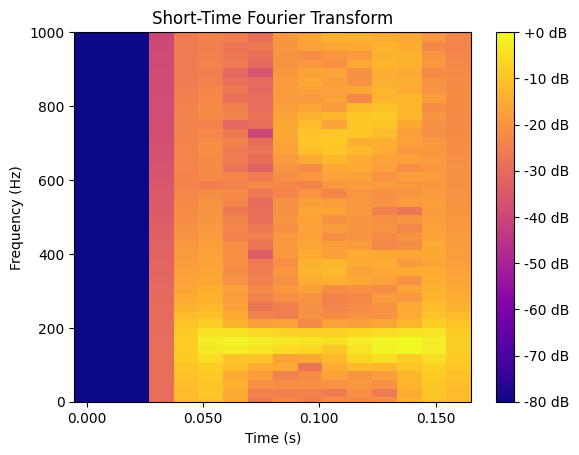 Short-Time Fourier Transform
1000
800
600
400
200
0
Frequency (Hz)
0.000
0.050
0.100
0.150
Time (s)
+0 dB
-10 dB
-20 dB
-30 dB
-40 dB
-50 dB
-60 dB
-70 dB
-80 dB